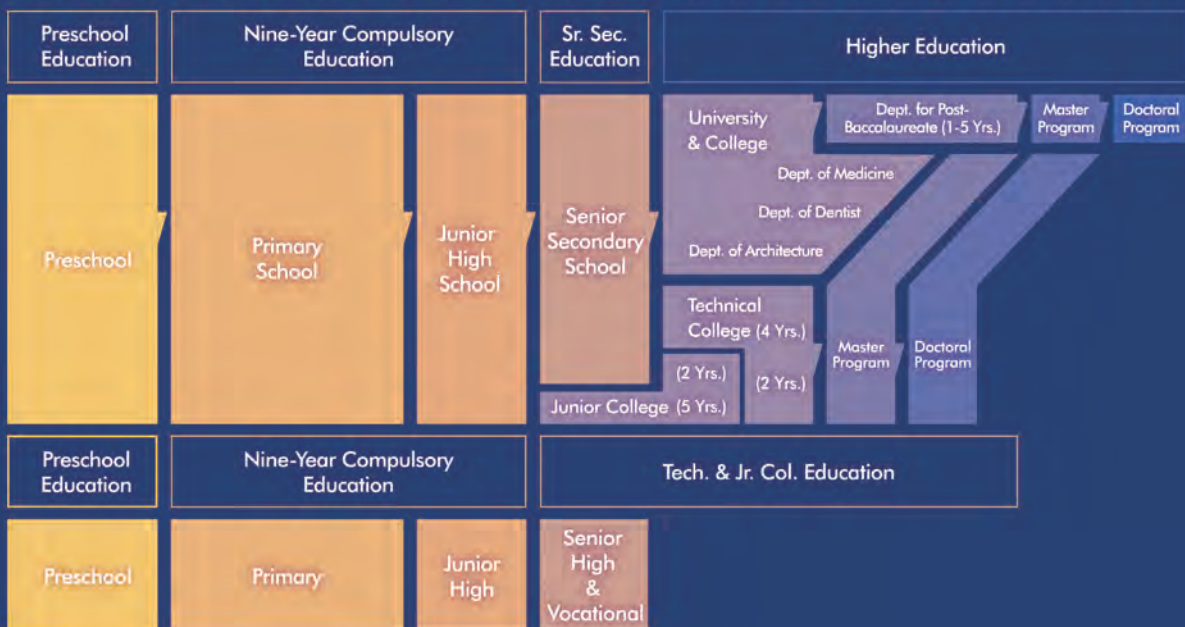 Preschool
Education
Nine-Year Compulsory
Education
Sr. Sec.
Education
Higher Education
Preschool
Primary
School
Junior
High
School
Senior
Secondary
School
University
& College
Dept. of Medicine
Dept. of Dentist
Dept. of Architecture
Dept. for Post-
Baccalaureate (1-5 Yrs.)
Master
Program
Doctoral
Program
Technical
College (4 Yrs.)
(2 Yrs.)
Junior College (5 Yrs.)
(2 Yrs.)
Master
Program
Doctoral
Program
Preschool
Education
Nine-Year Compulsory
Education
Tech. & Jr. Col. Education
Preschool
Primary
Junior
High
Senior
High
&
Vocational